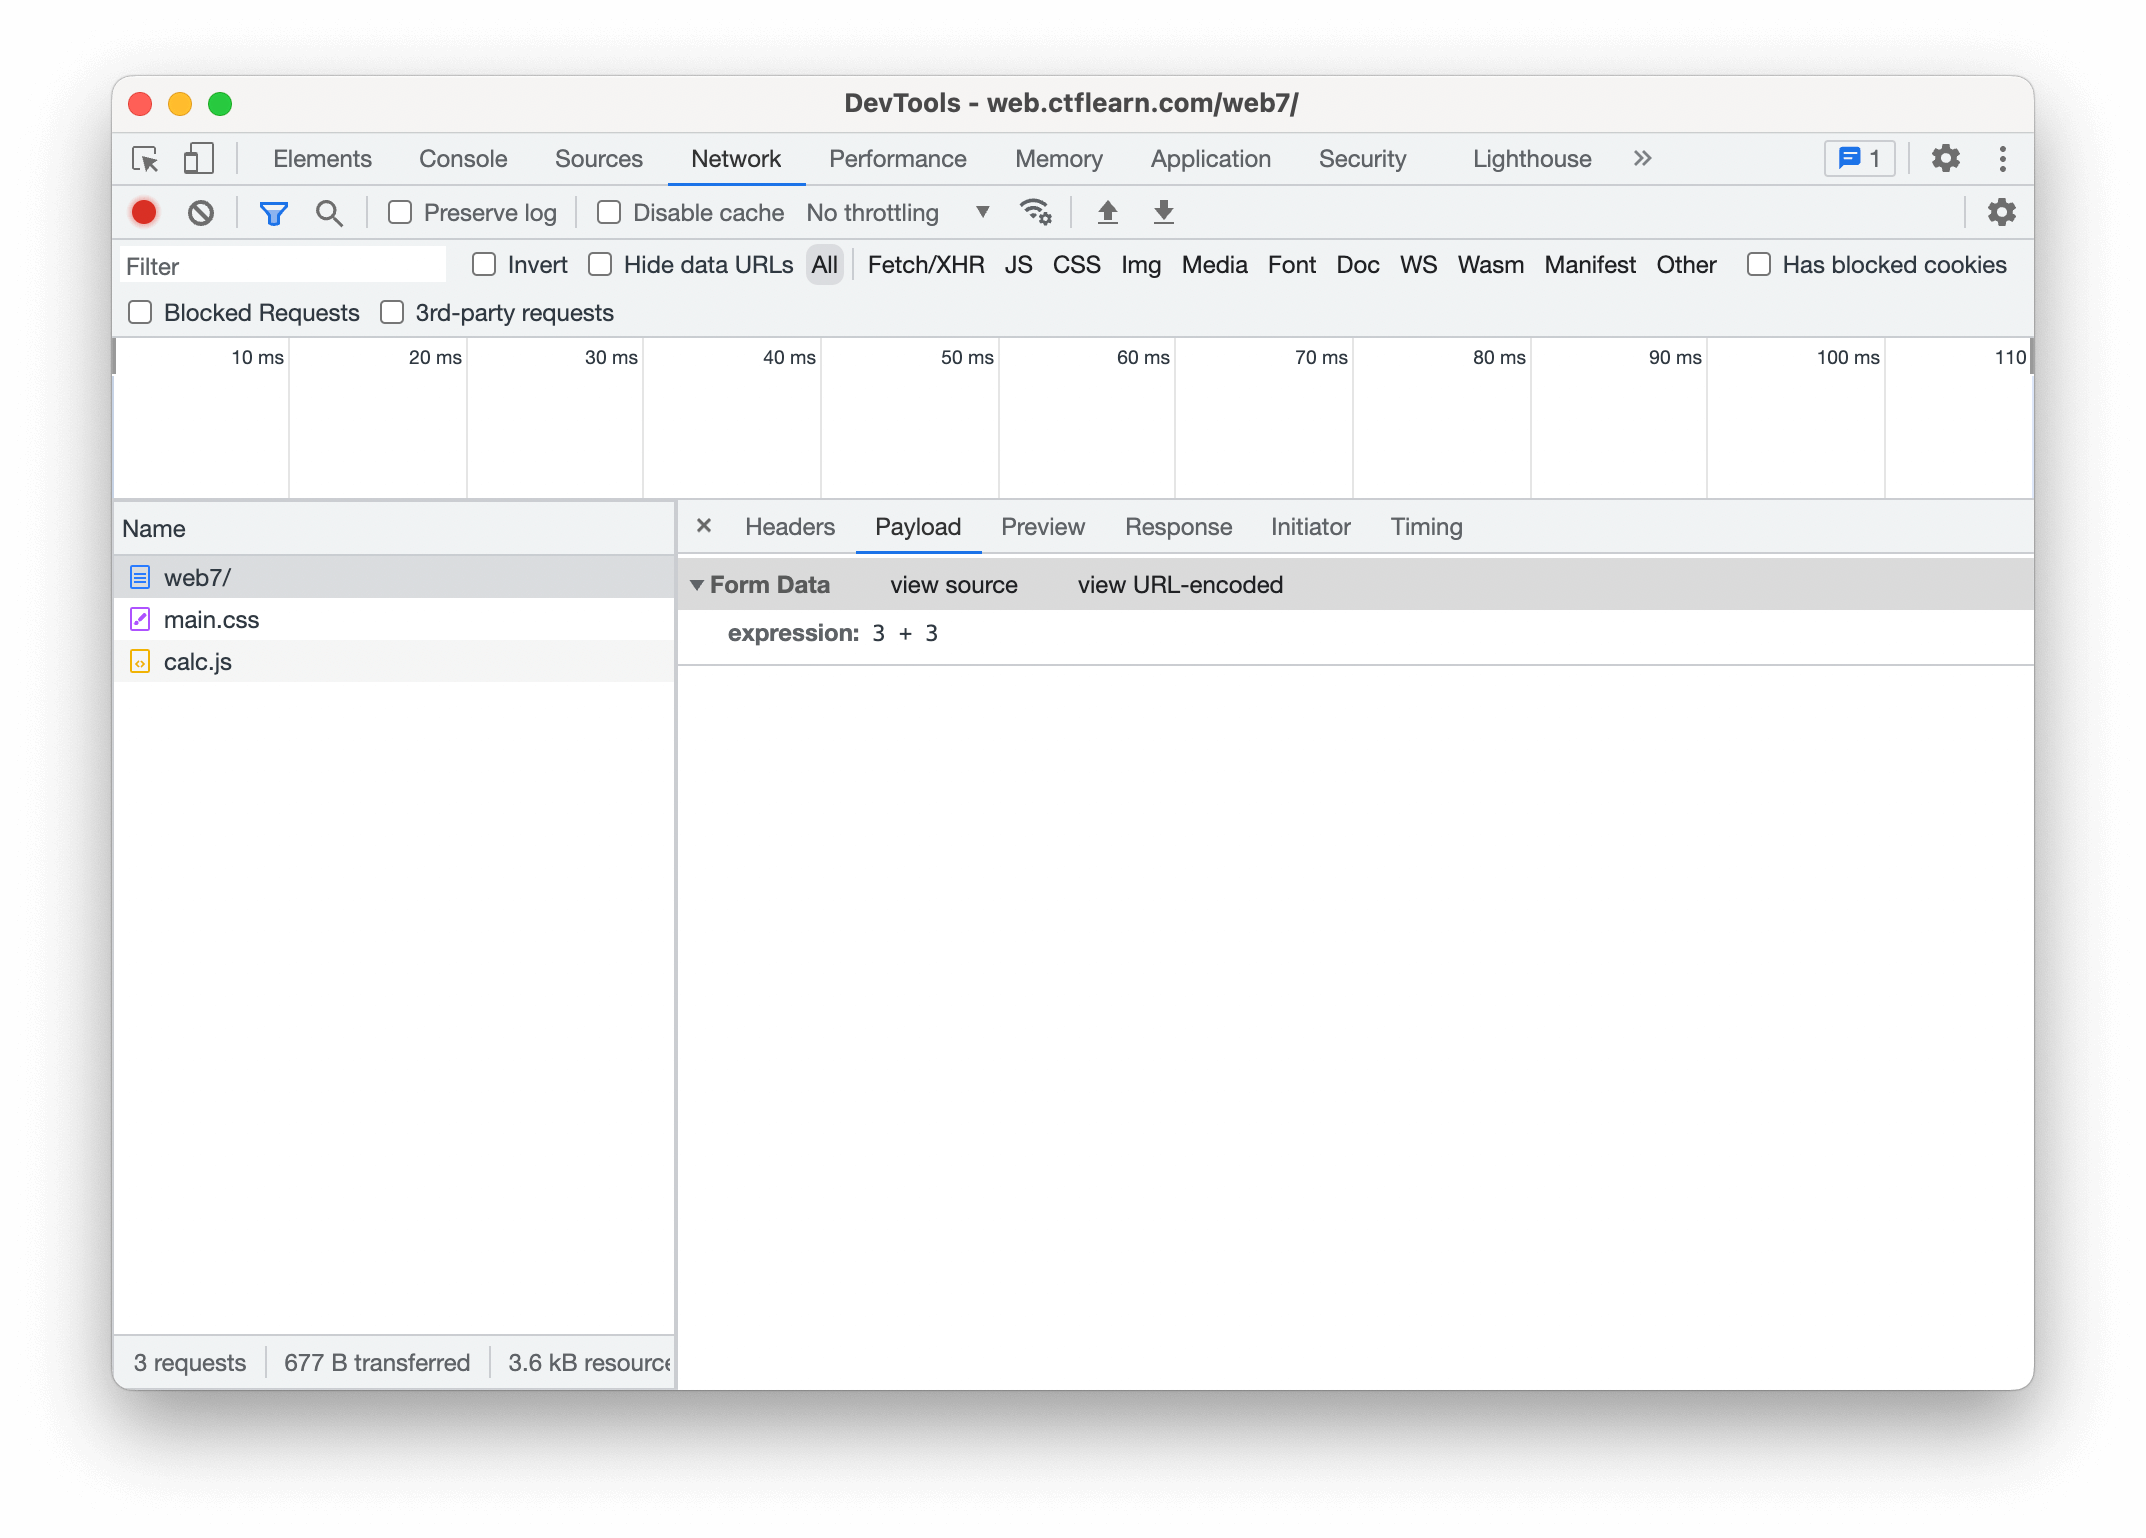 DevTools - web.ctflearn.com/web7/
Elements Console Sources Network Performance Memory Application Security Lighthouse 1
Preserve log Disable cache No throttling
Filter Invert Hide data URLs All Fetch/XHR JS CSS Img Media Font Doc WS Wasm Manifest Other Has blocked cookies
Blocked Requests 3rd-party requests
10 ms 20 ms 30 ms 40 ms 50 ms 60 ms 70 ms 80 ms 90 ms 100 ms 110
Name
web7/
main.css
calc.js
3 requests 677 B transferred 3.6 kB resource
× Headers Payload Preview Response Initiator Timing
Form Data view source view URL-encoded
expression: 3 + 3